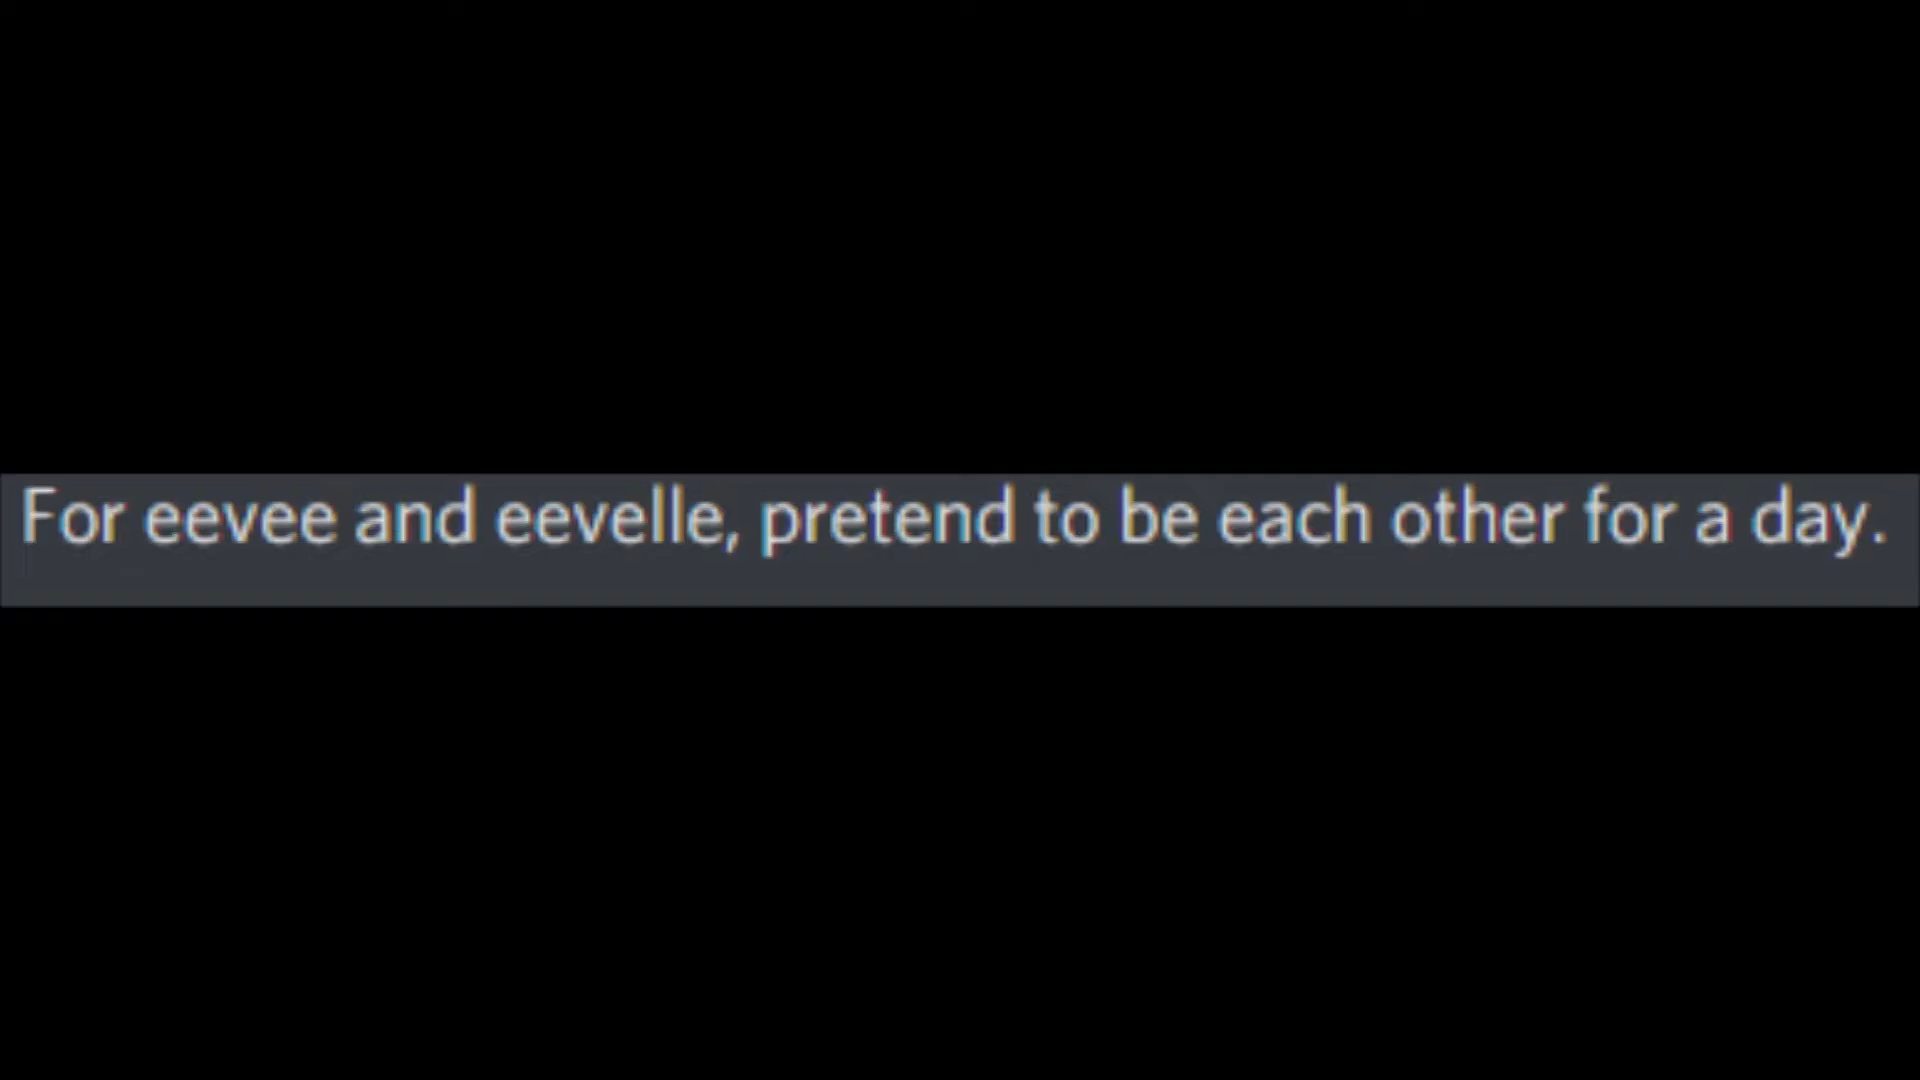 For eevee and eevelle, pretend to be each other for a day.